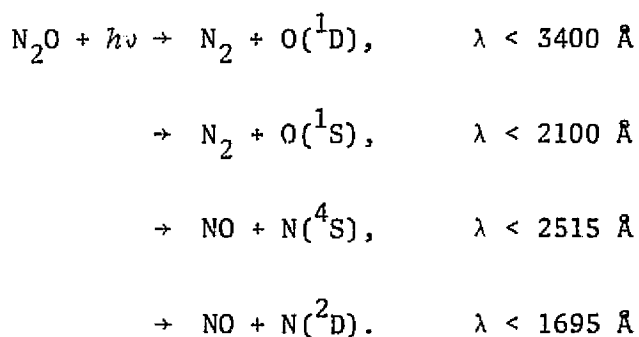 N₂O + hν → N₂ + O(¹D), λ < 3400 Å
→ N₂ + O(¹S), λ < 2100 Å
→ NO + N(⁴S), λ < 2515 Å
→ NO + N(²D). λ < 1695 Å